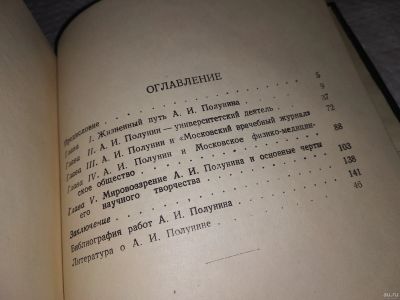 ОГЛАВЛЕНИЕ
Предисловие 5
Глава I. Жизненный путь А. И. Полунина 9
Глава II. А. И. Полунин — университетский деятель 37
Глава III. А. И. Полунин и «Московский врачебный журнал» 72
Глава IV. А. И. Полунин и Московское физико-медицин-
ское общество 88
Глава V. Мировоззрение А. И. Полунина и основные черты
его научного творчества 103
Заключение 138
Библиография работ А. И. Полунина 141
Литература о А. И. Полунине 46
au.ru